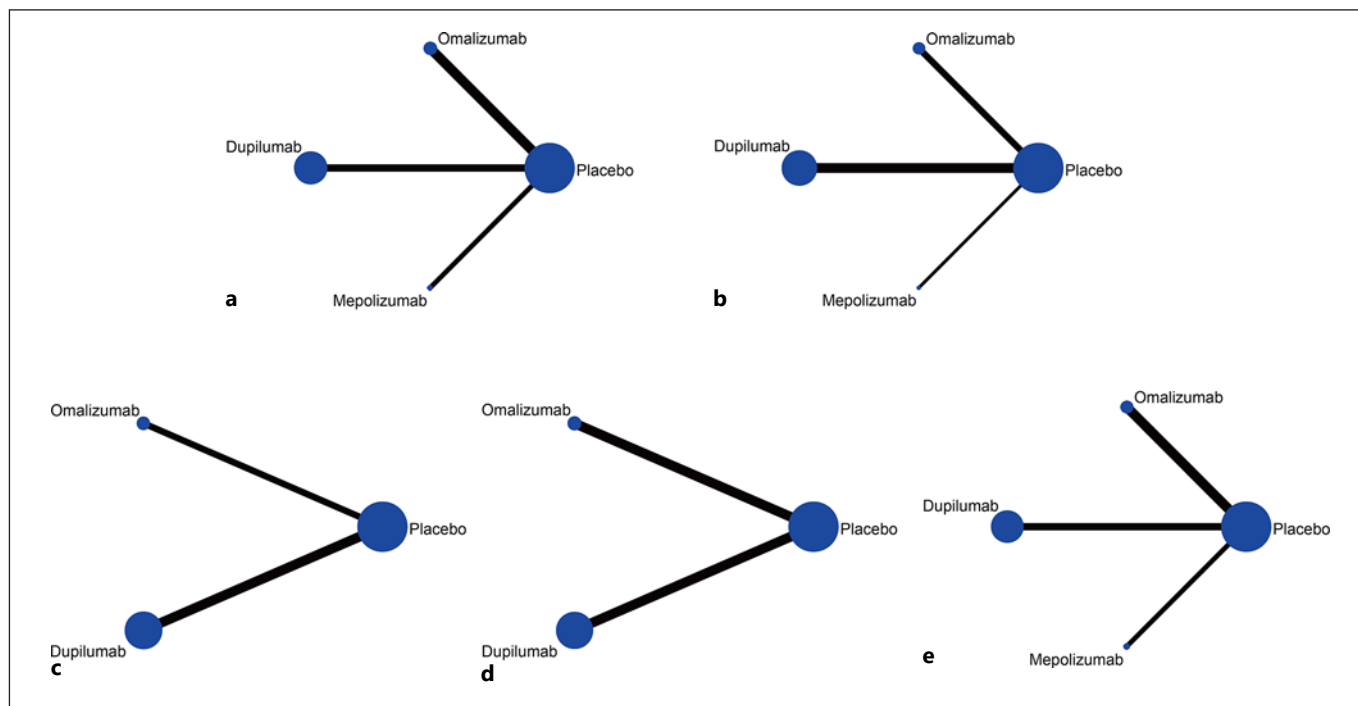 Omalizumab
Dupilumab
Placebo
Mepolizumab
a
Omalizumab
Dupilumab
Placebo
Mepolizumab
b
Omalizumab
Placebo
Dupilumab
c
Omalizumab
Placebo
Dupilumab
d
Omalizumab
Dupilumab
Placebo
Mepolizumab
e